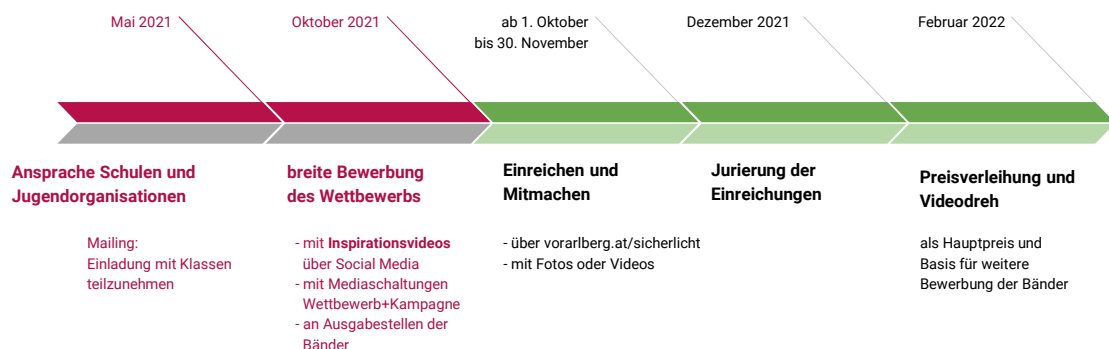 Mai 2021
Oktober 2021
ab 1. Oktober
bis 30. November
Dezember 2021
Februar 2022
Ansprache Schulen und
Jugendorganisationen
Mailing:
Einladung mit Klassen
teilzunehmen
breite Bewerbung
des Wettbewerbs
- mit Inspirationsvideos
über Social Media
- mit Mediaschaltungen
Wettbewerb+Kampagne
- an Ausgabestellen der
Bänder
Einreichen und
Mitmachen
- über vorarlberg.at/sicherlicht
- mit Fotos oder Videos
Jurierung der
Einreichungen
Preisverleihung und
Videodreh
als Hauptpreis und
Basis für weitere
Bewerbung der Bänder